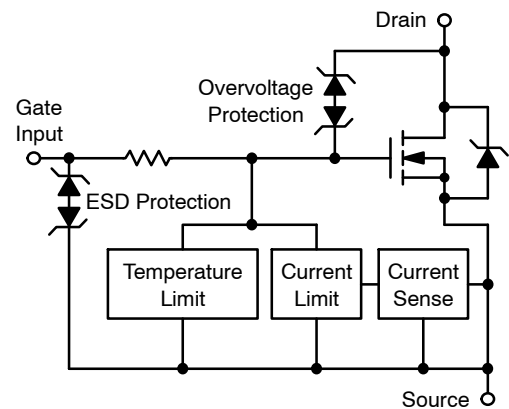 Drain
Overvoltage
Protection
Gate
Input
ESD Protection
Temperature
Limit
Current
Limit
Current
Sense
Source